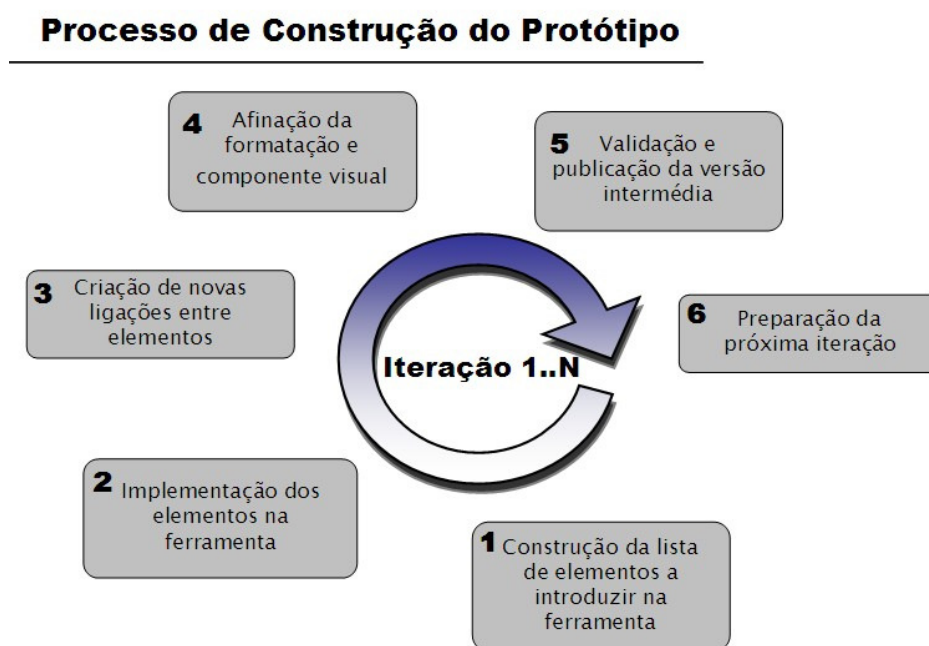 Processo de Construção do Protótipo
4 Afinação da
formatação e
componente visual
5 Validação e
publicação da versão
intermédia
3 Criação de novas
ligações entre
elementos
6 Preparação da
próxima iteração
Iteração 1..N
2 Implementação dos
elementos na
ferramenta
1 Construção da lista
de elementos a
introduzir na
ferramenta